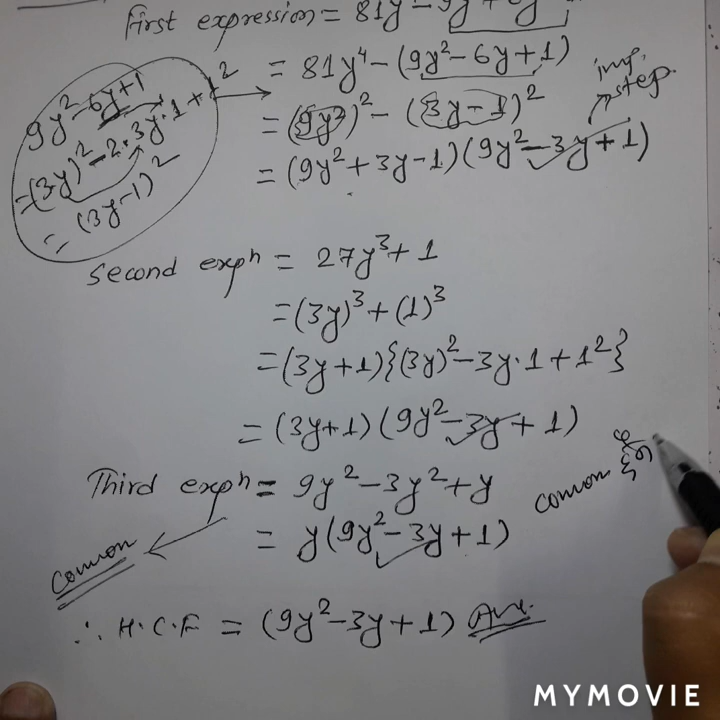 First expression = 81y⁴ - 9y² + 6y
= 81y⁴ - (9y² - 6y + 1)
= (9y²)² - (3y - 1)²
imp. step.
= (9y² + 3y - 1)(9y² - 3y + 1)
9y² - 6y + 1
= (3y)² - 2·3y·1 + 1²
= (3y-1)²
Second expⁿ = 27y³ + 1
= (3y)³ + (1)³
= (3y+1){(3y)² - 3y·1 + 1²}
= (3y+1)(9y² - 3y + 1)
Third expⁿ = 9y² - 3y² + y
= y(9y² - 3y + 1)
common
common
∴ H.C.F = (9y² - 3y + 1) Ans.
MYMOVIE